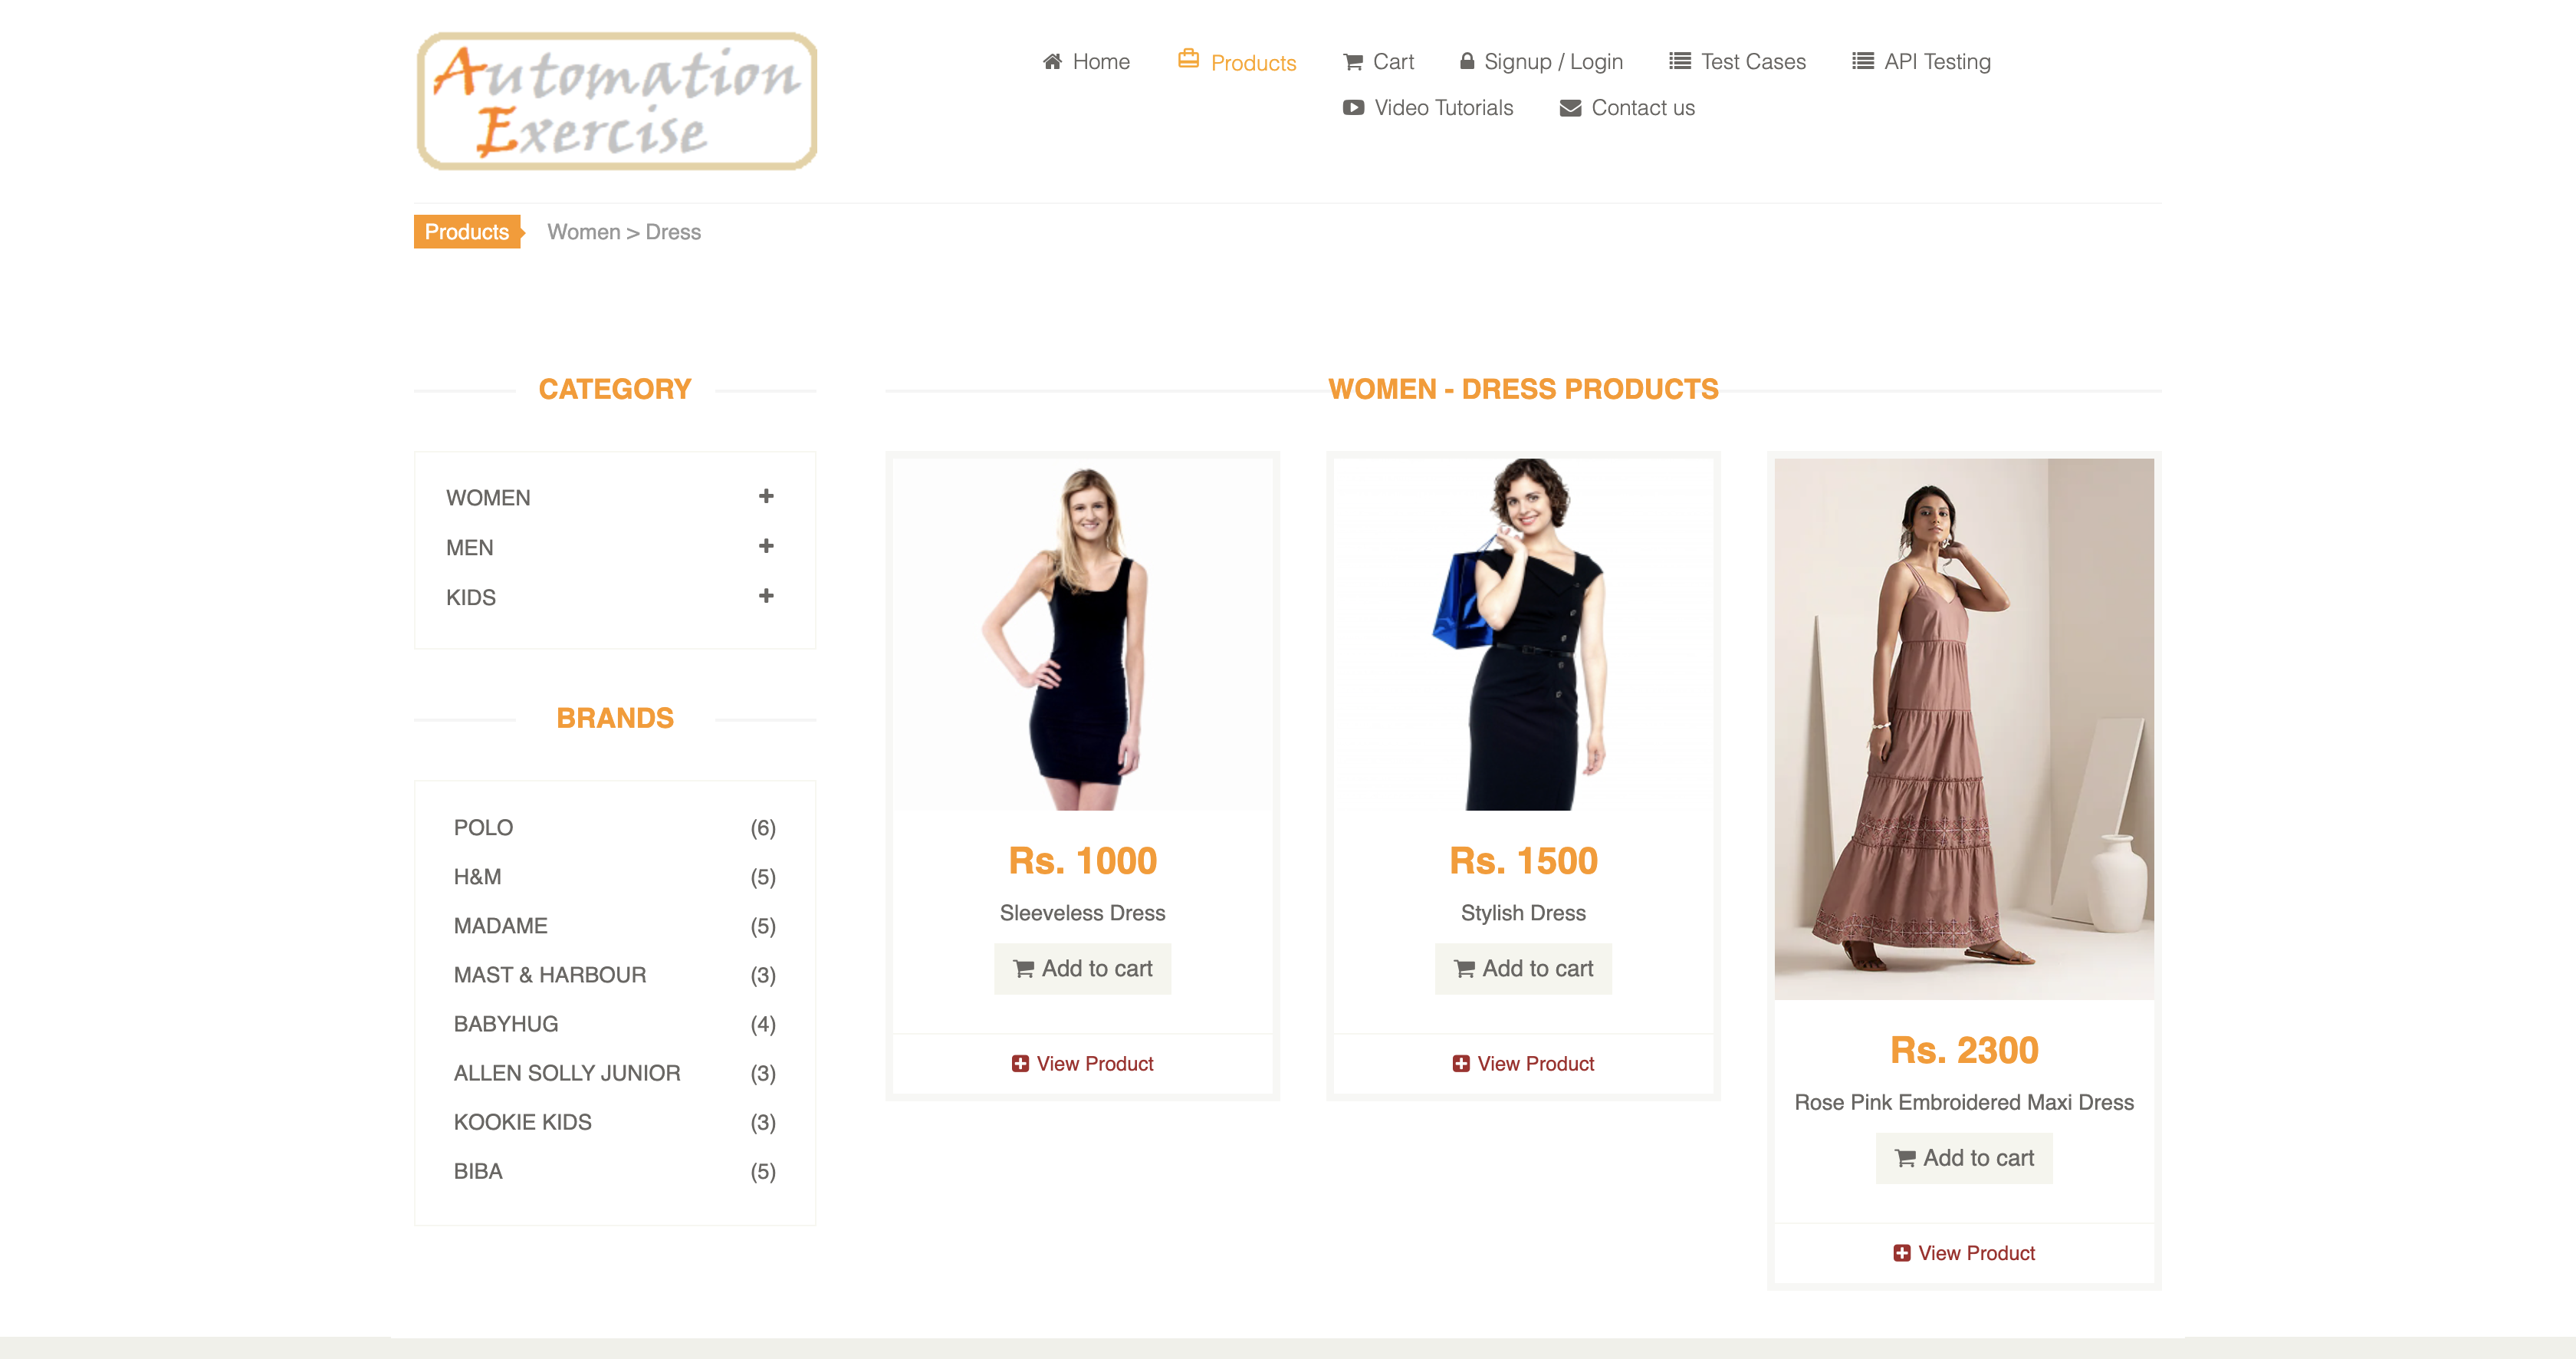 Automation
Exercise
Home
Products
Cart
Signup / Login
Test Cases
API Testing
Video Tutorials
Contact us
Products
Women > Dress
CATEGORY
WOMEN
MEN
KIDS
BRANDS
POLO (6)
H&M (5)
MADAME (5)
MAST & HARBOUR (3)
BABYHUG (4)
ALLEN SOLLY JUNIOR (3)
KOOKIE KIDS (3)
BIBA (5)
WOMEN - DRESS PRODUCTS
Rs. 1000
Sleeveless Dress
Add to cart
View Product
Rs. 1500
Stylish Dress
Add to cart
View Product
Rs. 2300
Rose Pink Embroidered Maxi Dress
Add to cart
View Product